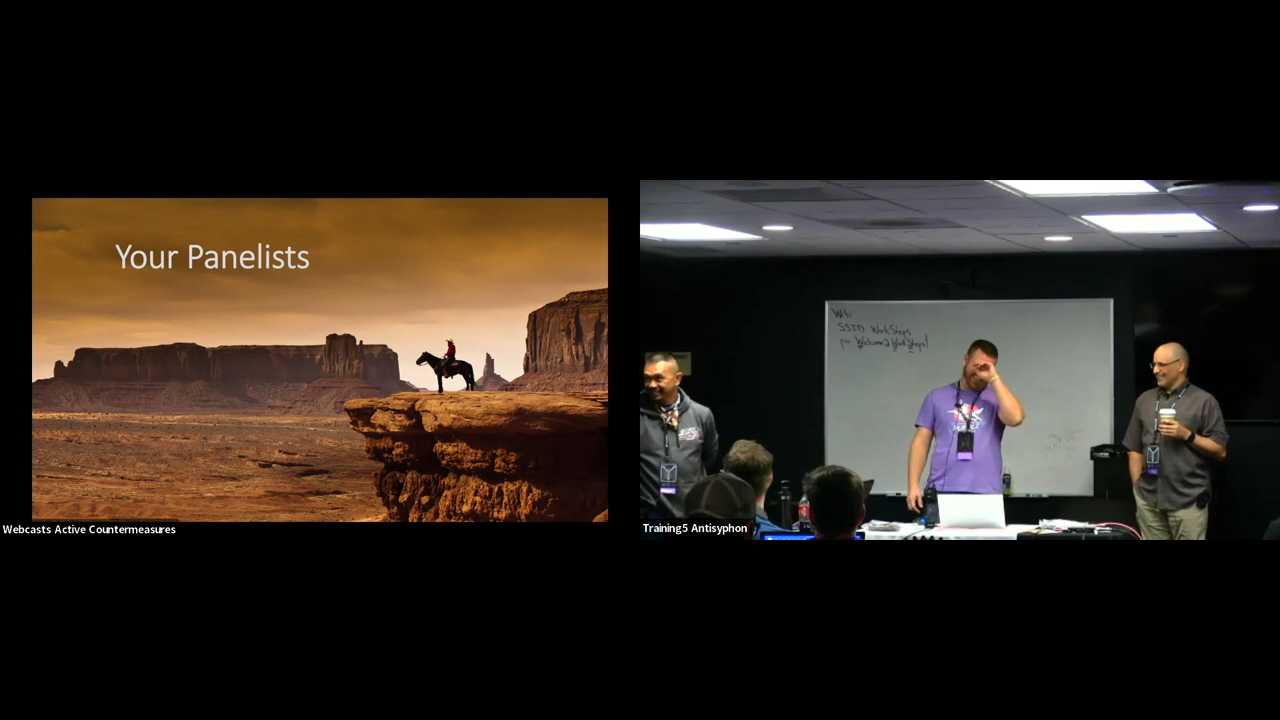 Your Panelists
Webcasts Active Countermeasures
Wifi
SSID WorkShops
pw Welcome2WorkShops!
Training5 Antisyphon